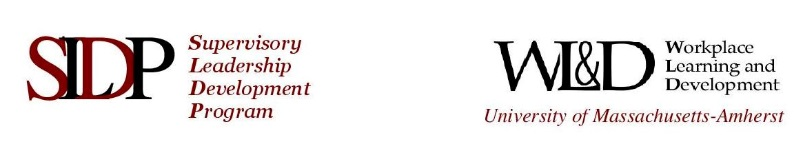 SLDP
Supervisory
Leadership
Development
Program
WL&D
Workplace
Learning and
Development
University of Massachusetts-Amherst